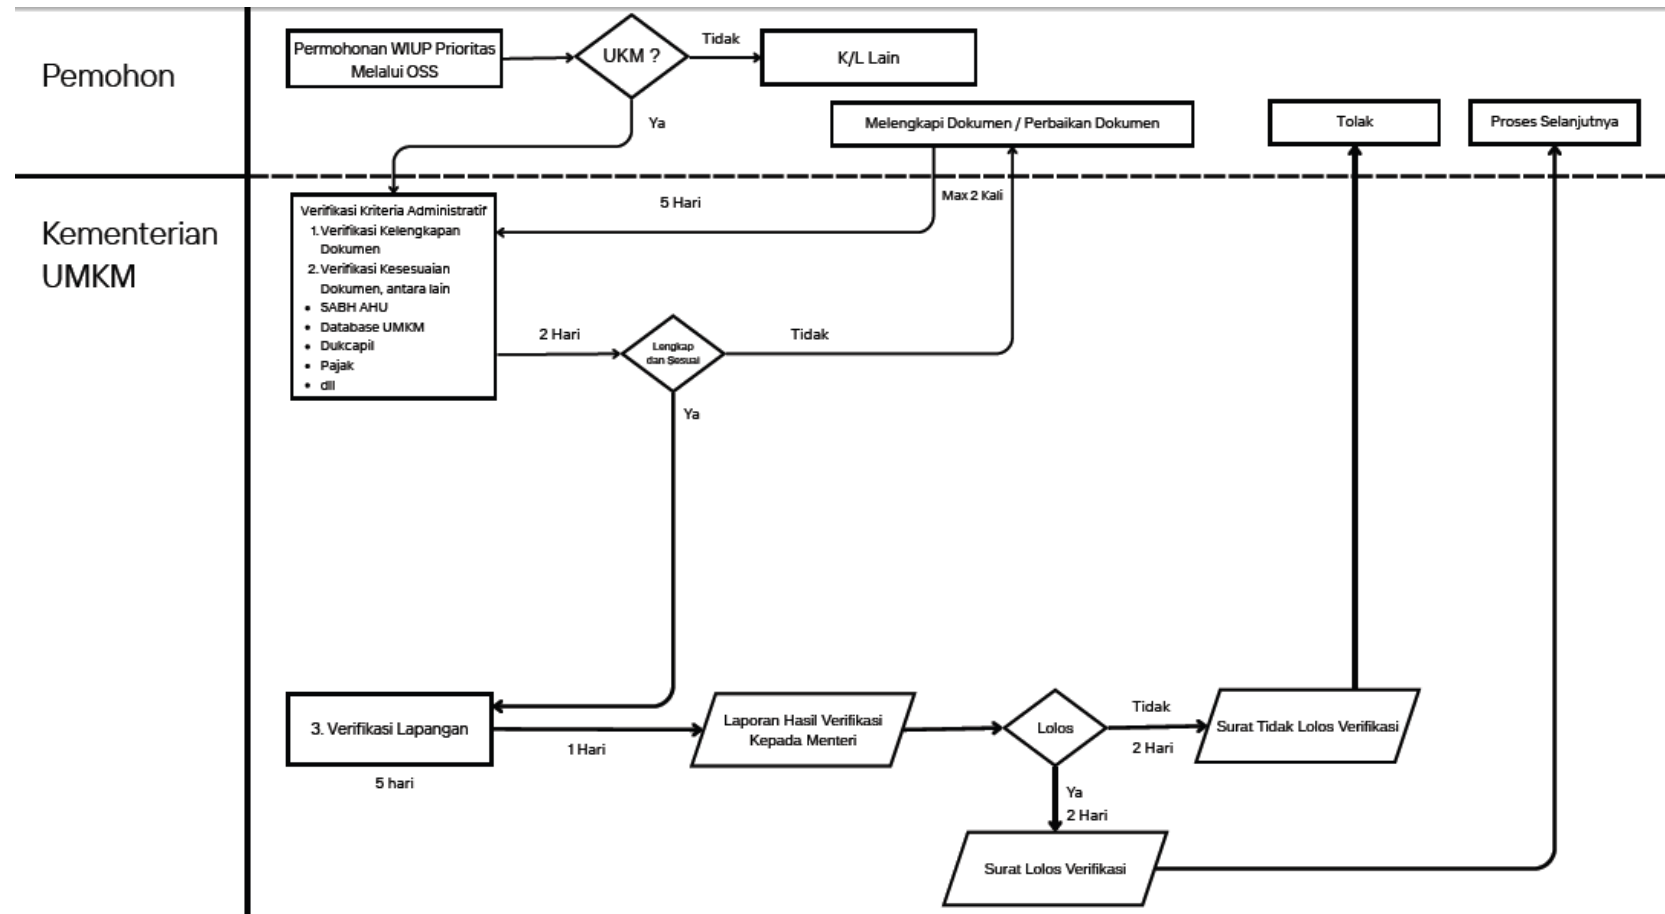 Pemohon
Permohonan WIUP Prioritas
Melalui OSS
UKM ?
Tidak
K/L Lain
Ya
Melengkapi Dokumen / Perbaikan Dokumen
Tolak
Proses Selanjutnya
Kementerian
UMKM
Verifikasi Kriteria Administratif
1. Verifikasi Kelengkapan
Dokumen
2. Verifikasi Kesesuaian
Dokumen, antara lain
• SABH AHU
• Database UMKM
• Dukcapil
• Pajak
• dll
5 Hari
Max 2 Kali
2 Hari
Lengkap
dan Sesuai
Tidak
Ya
3. Verifikasi Lapangan
5 hari
1 Hari
Laporan Hasil Verifikasi
Kepada Menteri
Lolos
Tidak
2 Hari
Surat Tidak Lolos Verifikasi
Ya
2 Hari
Surat Lolos Verifikasi